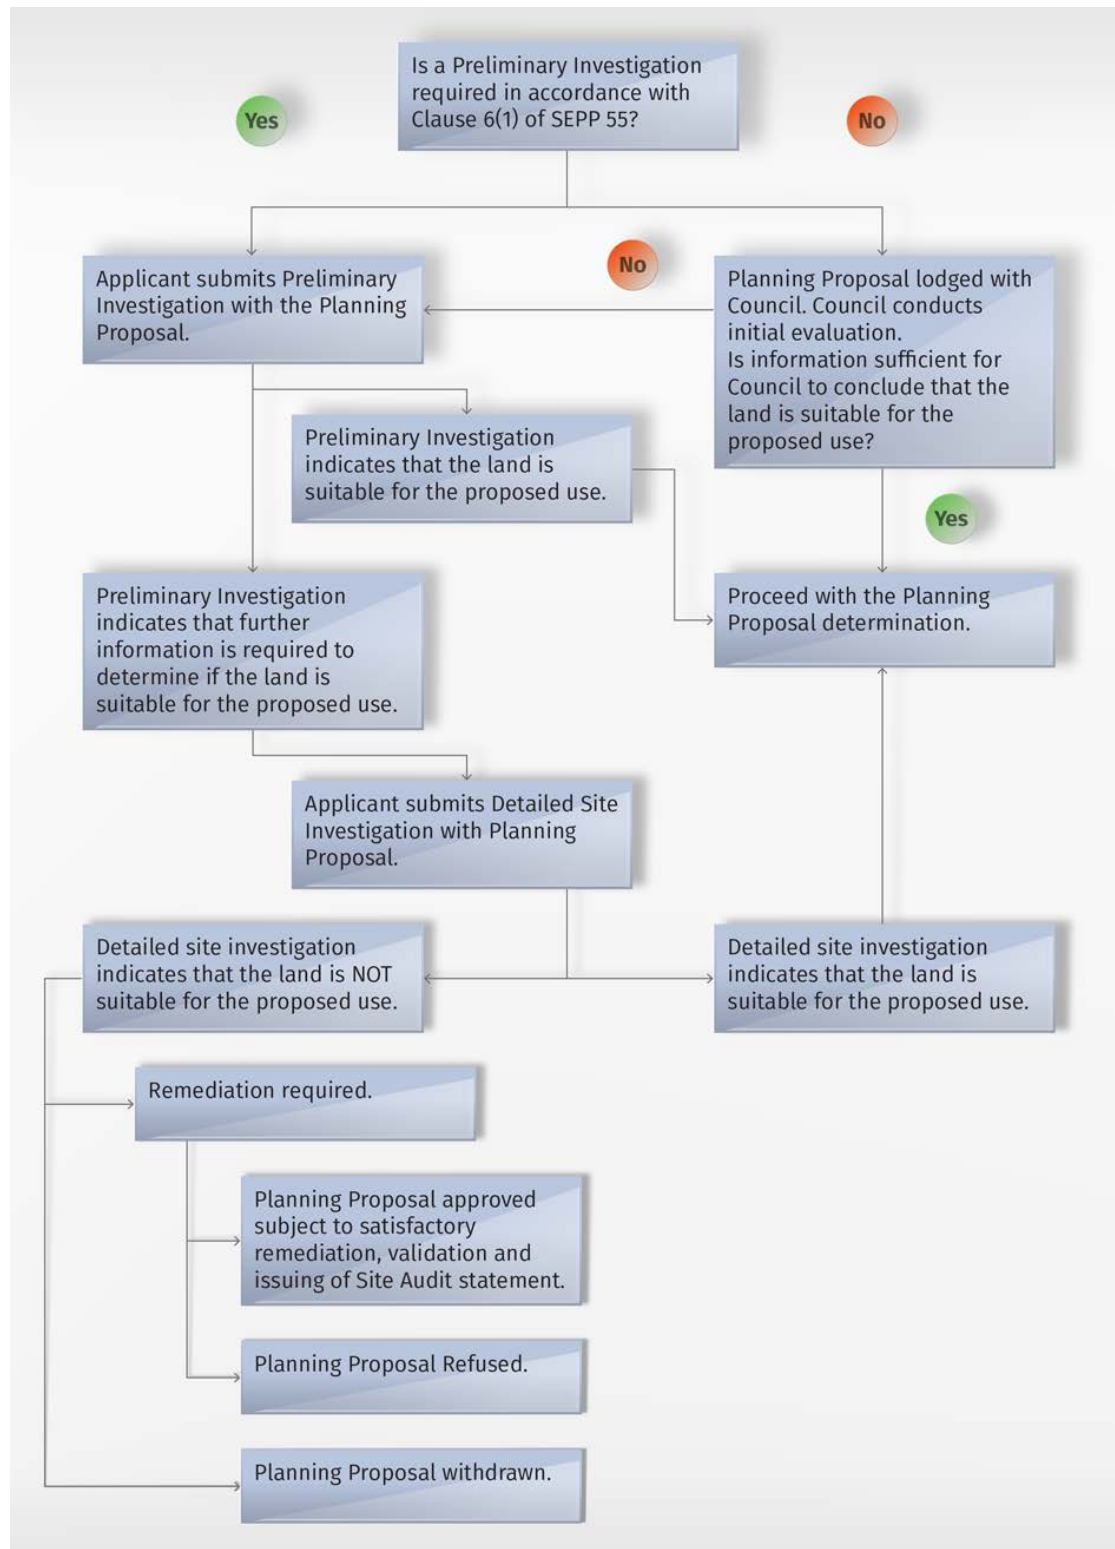 Is a Preliminary Investigation
required in accordance with
Clause 6(1) of SEPP 55?
Yes
No
Applicant submits Preliminary
Investigation with the Planning
Proposal.
No
Planning Proposal lodged with
Council. Council conducts
initial evaluation.
Is information sufficient for
Council to conclude that the
land is suitable for the
proposed use?
Preliminary Investigation
indicates that the land is
suitable for the proposed use.
Yes
Preliminary Investigation
indicates that further
information is required to
determine if the land is
suitable for the proposed use.
Proceed with the Planning
Proposal determination.
Applicant submits Detailed Site
Investigation with Planning
Proposal.
Detailed site investigation
indicates that the land is NOT
suitable for the proposed use.
Detailed site investigation
indicates that the land is
suitable for the proposed use.
Remediation required.
Planning Proposal approved
subject to satisfactory
remediation, validation and
issuing of Site Audit statement.
Planning Proposal Refused.
Planning Proposal withdrawn.